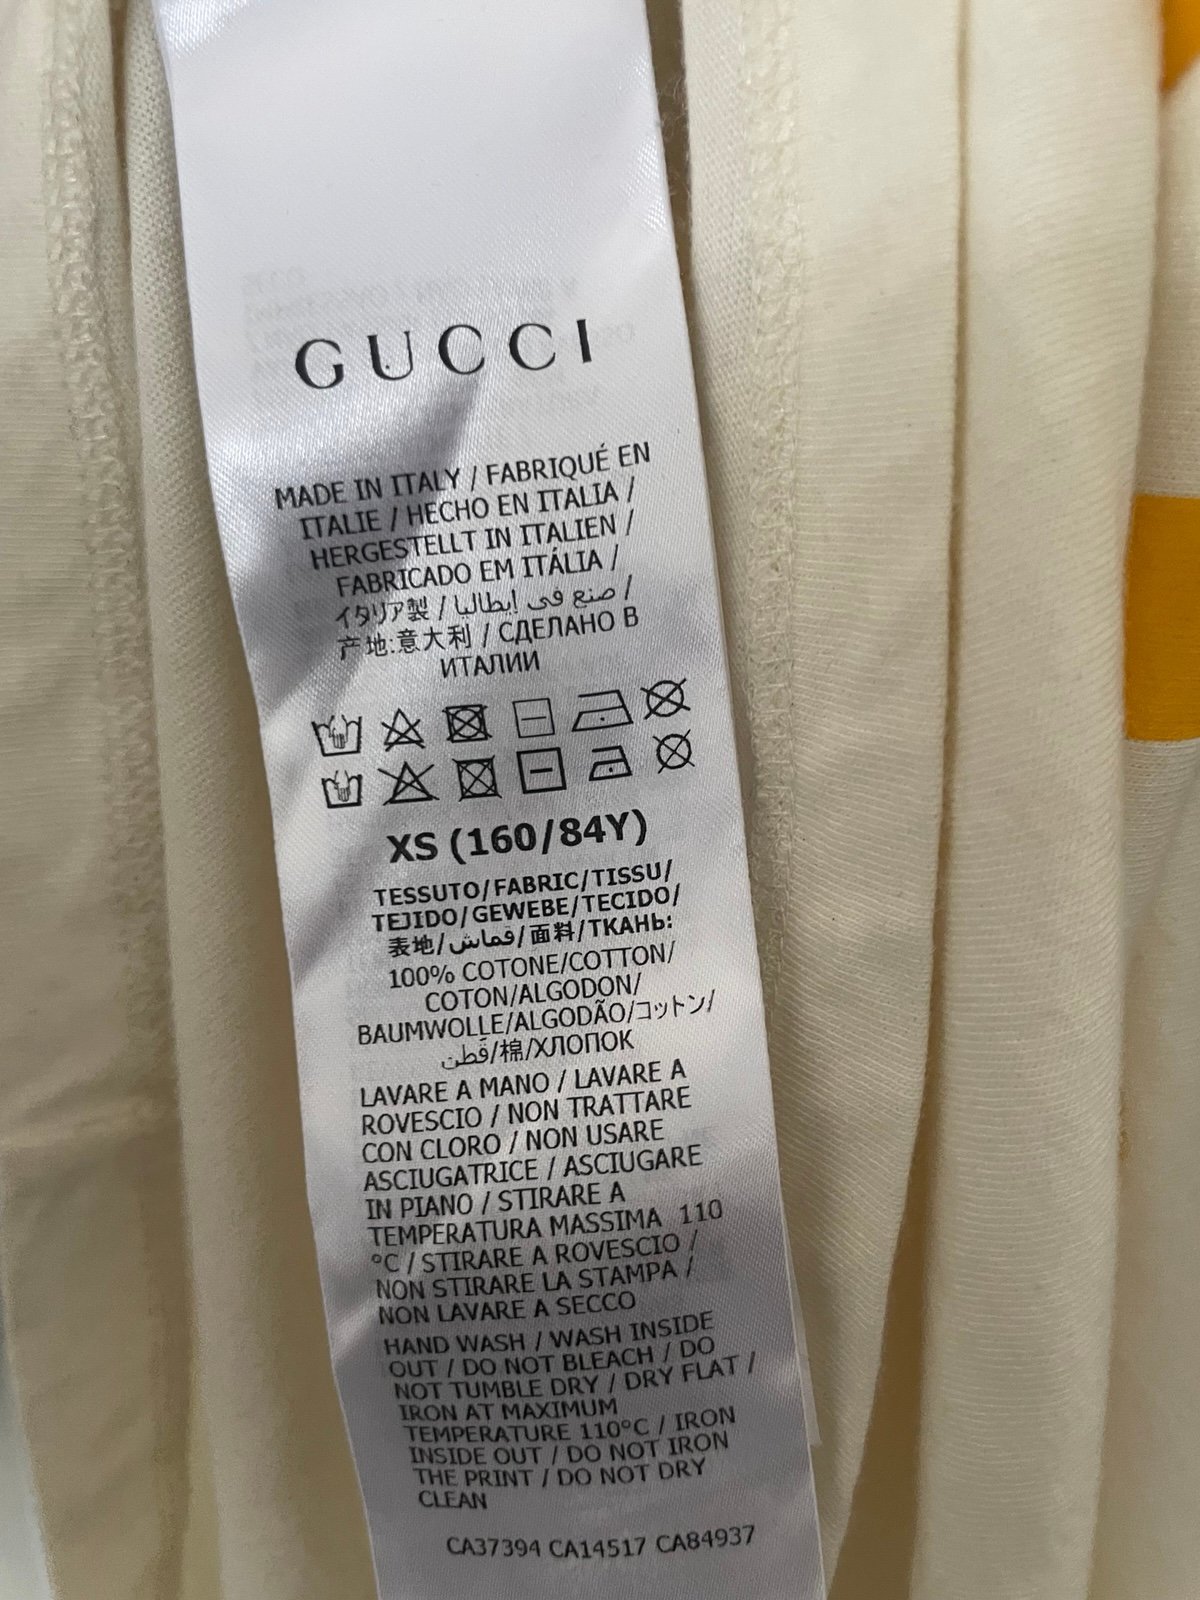 GUCCI
MADE IN ITALY / FABRIQUÉ EN
ITALIE / HECHO EN ITALIA /
HERGESTELLT IN ITALIEN /
FABRICADO EM ITÁLIA /
イタリア製 / صنع في إيطاليا /
产地:意大利 / СДЕЛАНО В
ИТАЛИИ
XS (160/84Y)
TESSUTO/FABRIC/TISSU/
TEJIDO/GEWEBE/TECIDO/
表地/قماش/面料/ТКАНЬ:
100% COTONE/COTTON/
COTON/ALGODON/
BAUMWOLLE/ALGODÃO/コットン/
قطن/棉/ХЛОПОК
LAVARE A MANO / LAVARE A
ROVESCIO / NON TRATTARE
CON CLORO / NON USARE
ASCIUGATRICE / ASCIUGARE
IN PIANO / STIRARE A
TEMPERATURA MASSIMA 110
°C / STIRARE A ROVESCIO /
NON STIRARE LA STAMPA /
NON LAVARE A SECCO
HAND WASH / WASH INSIDE
OUT / DO NOT BLEACH / DO
NOT TUMBLE DRY / DRY FLAT /
IRON AT MAXIMUM
TEMPERATURE 110°C / IRON
INSIDE OUT / DO NOT IRON
THE PRINT / DO NOT DRY
CLEAN
CA37394 CA14517 CA84937